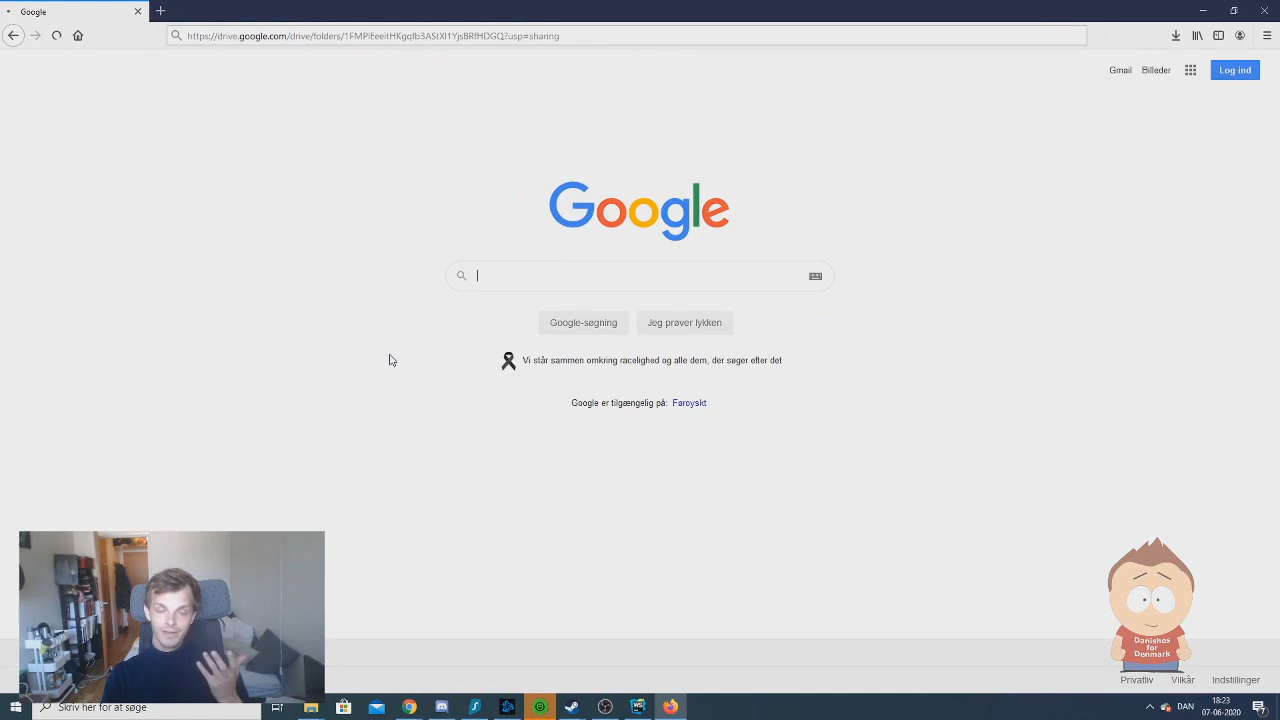 Google
https://drive.google.com/drive/folders/1FMPIEeeitHKgqfb3AStXI1YjsBRfHDGQ?usp=sharing
Gmail Billeder Log ind
Google
Google-søgning Jeg prøver lykken
Vi står sammen omkring racelighed og alle dem, der søger efter det
Google er tilgængelig på: Føroyskt
Danishes
for
Denmark
Privatliv Vilkår Indstillinger
Skriv her for at søge
DAN
18:23
07-06-2020